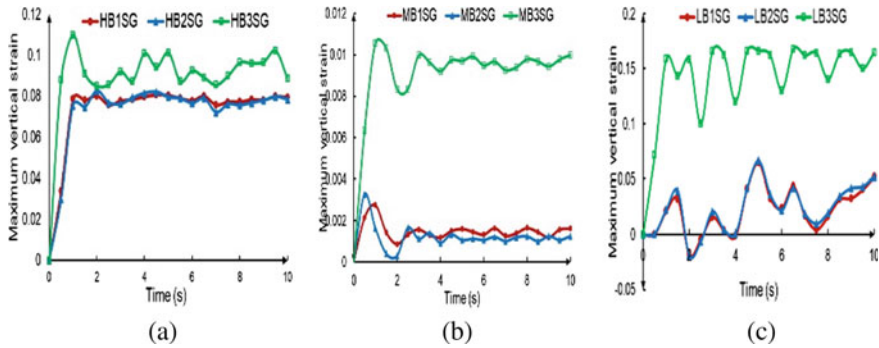 HB1SG HB2SG HB3SG
0.12
0.1
0.08
0.06
0.04
0.02
0
Maximum vertical strain
0 2 4 6 8 10
Time (s)
(a)
MB1SG MB2SG MB3SG
0.012
0.01
0.008
0.006
0.004
0.002
0
Maximum vertical strain
0 2 4 6 8 10
Time (s)
(b)
LB1SG LB2SG LB3SG
0.2
0.15
0.1
0.05
0
-0.05
Maximum vertical strain
0 2 4 6 8 10
Time (s)
(c)